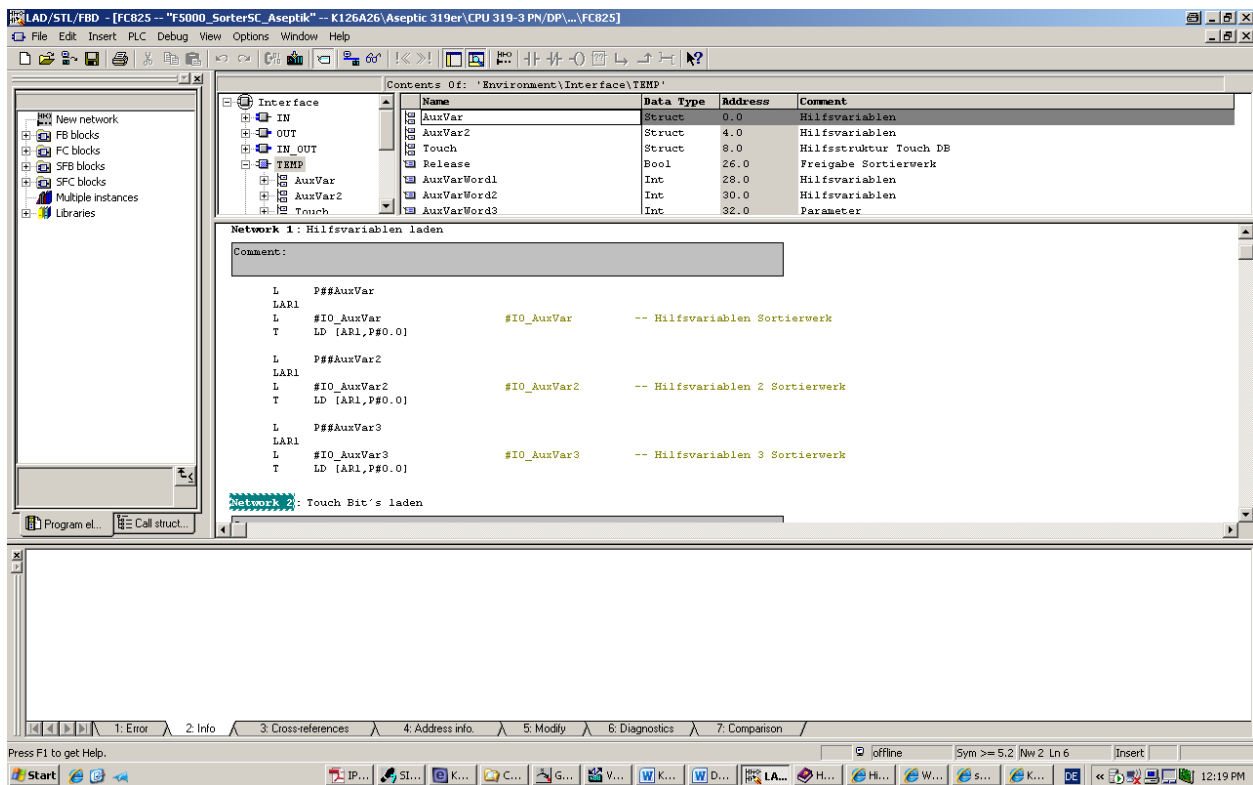 LAD/STL/FBD - [FC825 -- "F5000_SorterSC_Aseptik" -- K126A26\Aseptic 319er\CPU 319-3 PN/DP\...\FC825]
File Edit Insert PLC Debug View Options Window Help
Contents Of: 'Environment\Interface\TEMP'
New network
FB blocks
FC blocks
SFB blocks
SFC blocks
Multiple instances
Libraries
Interface
IN
OUT
IN_OUT
TEMP
AuxVar
AuxVar2
Touch
Name Data Type Address Comment
AuxVar Struct 0.0 Hilfsvariablen
AuxVar2 Struct 4.0 Hilfsvariablen
Touch Struct 8.0 Hilfsstruktur Touch DB
Release Bool 26.0 Freigabe Sortierwerk
AuxVarWord1 Int 28.0 Hilfsvariablen
AuxVarWord2 Int 30.0 Hilfsvariablen
AuxVarWord3 Int 32.0 Parameter
Network 1: Hilfsvariablen laden
Comment:
L P##AuxVar
LAR1
L #IO_AuxVar #IO_AuxVar -- Hilfsvariablen Sortierwerk
T LD [AR1,P#0.0]
L P##AuxVar2
LAR1
L #IO_AuxVar2 #IO_AuxVar2 -- Hilfsvariablen 2 Sortierwerk
T LD [AR1,P#0.0]
L P##AuxVar3
LAR1
L #IO_AuxVar3 #IO_AuxVar3 -- Hilfsvariablen 3 Sortierwerk
T LD [AR1,P#0.0]
Network 2: Touch Bit´s laden
Program el... Call struct...
1: Error 2: Info 3: Cross-references 4: Address info. 5: Modify 6: Diagnostics 7: Comparison
Press F1 to get Help. offline Sym >= 5.2 Nw 2 Ln 6 Insert
Start IP... SI... K... C... G... V... K... D... LA... H... Hi... W... s... K... DE 12:19 PM